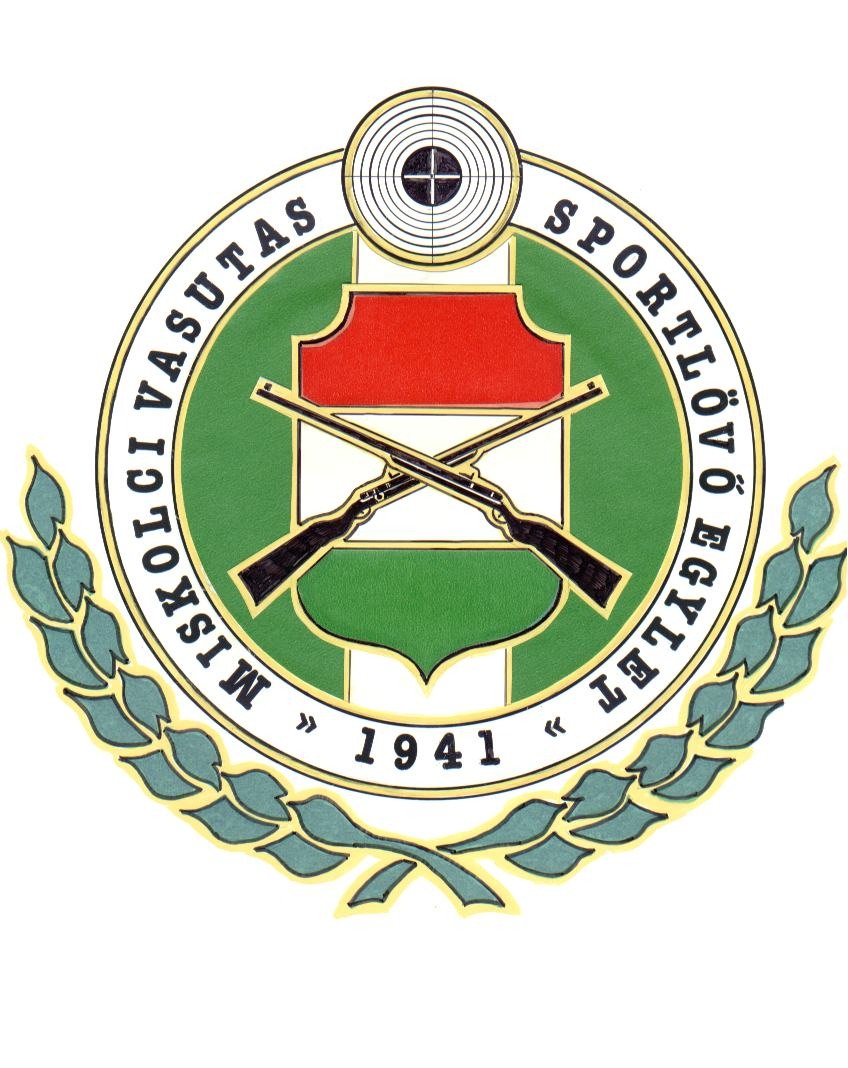 MISKOLCI VASUTAS SPORTLÖVŐ EGYLET
» 1941 «